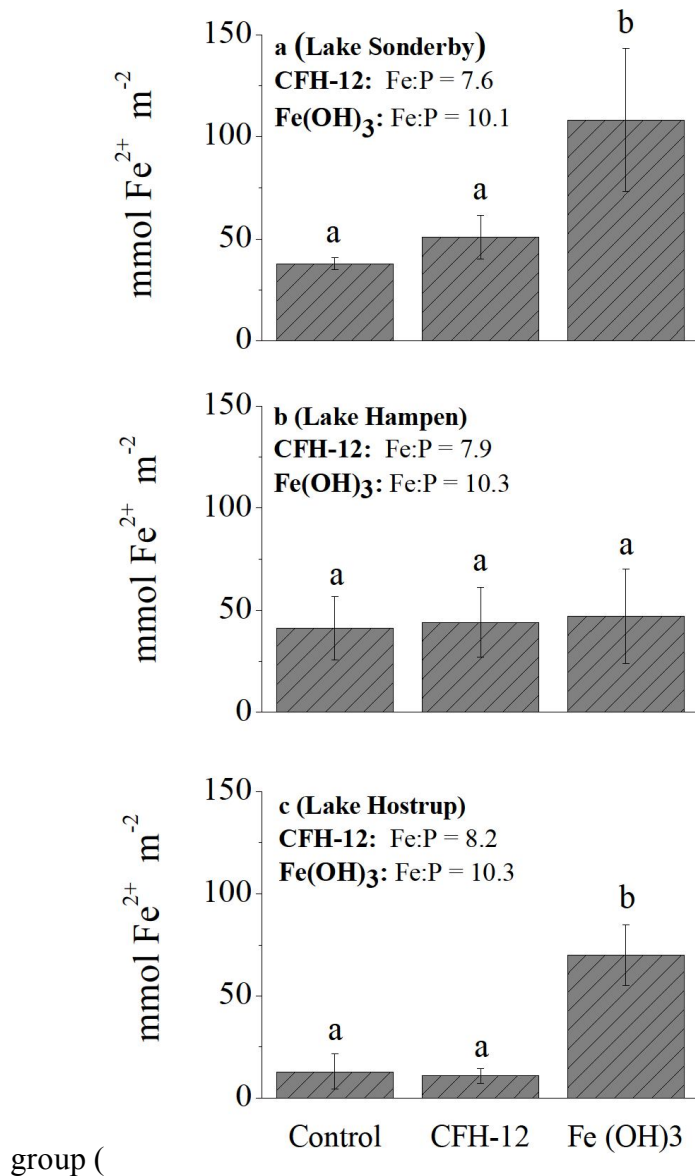 150
100
50
0
mmol Fe2+ m-2
a (Lake Sonderby)
CFH-12: Fe:P = 7.6
Fe(OH)3: Fe:P = 10.1
a
a
b
150
100
50
0
mmol Fe2+ m-2
b (Lake Hampen)
CFH-12: Fe:P = 7.9
Fe(OH)3: Fe:P = 10.3
a
a
a
150
100
50
0
mmol Fe2+ m-2
c (Lake Hostrup)
CFH-12: Fe:P = 8.2
Fe(OH)3: Fe:P = 10.3
a
a
b
Control CFH-12 Fe (OH)3
group (